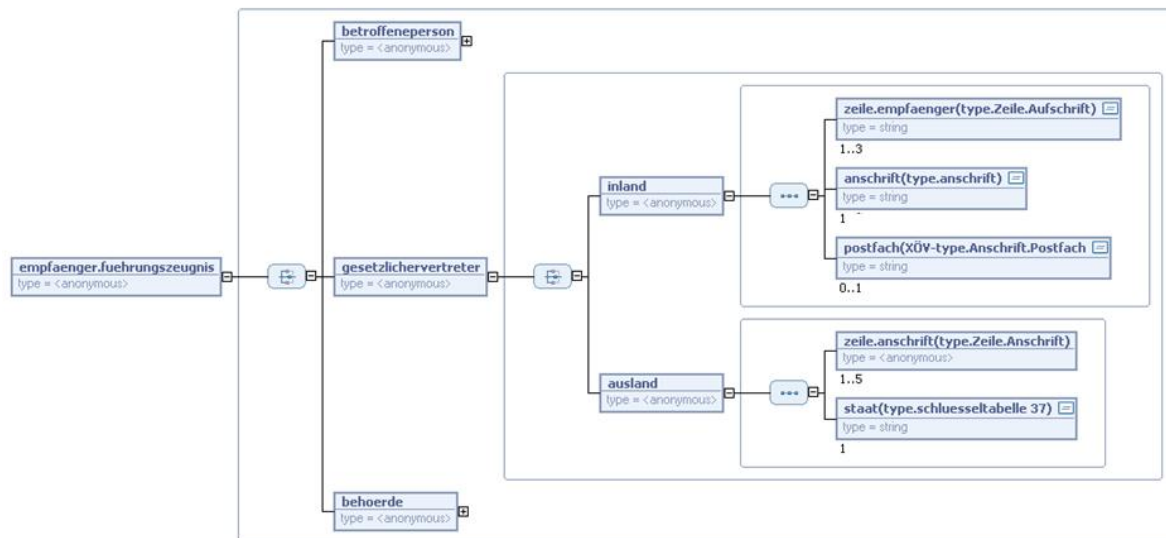 betroffeneperson
type = <anonymous>
zeile.empfaenger(type.Zeile.Aufschrift)
type = string
1..3
inland
type = <anonymous>
anschrift(type.anschrift)
type = string
1
empfaenger.fuehrungszeugnis
type = <anonymous>
gesetzlichervertreter
type = <anonymous>
postfach(XÖV-type.Anschrift.Postfach
type = string
0..1
ausland
type = <anonymous>
zeile.anschrift(type.Zeile.Anschrift)
type = <anonymous>
1..5
staat(type.schluesseltabelle 37)
type = string
1
behoerde
type = <anonymous>